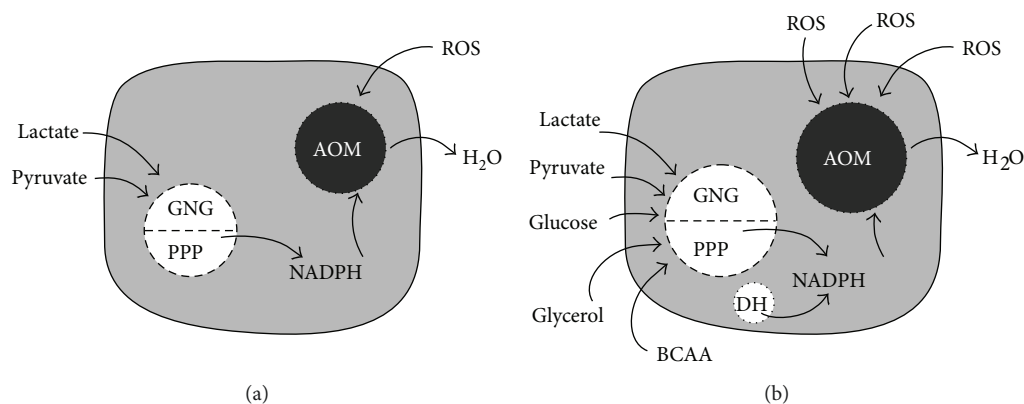 ROS
Lactate
AOM
H₂O
Pyruvate
GNG
PPP
NADPH
(a)
ROS
ROS
ROS
Lactate
AOM
H₂O
Pyruvate
GNG
Glucose
PPP
NADPH
DH
Glycerol
BCAA
(b)